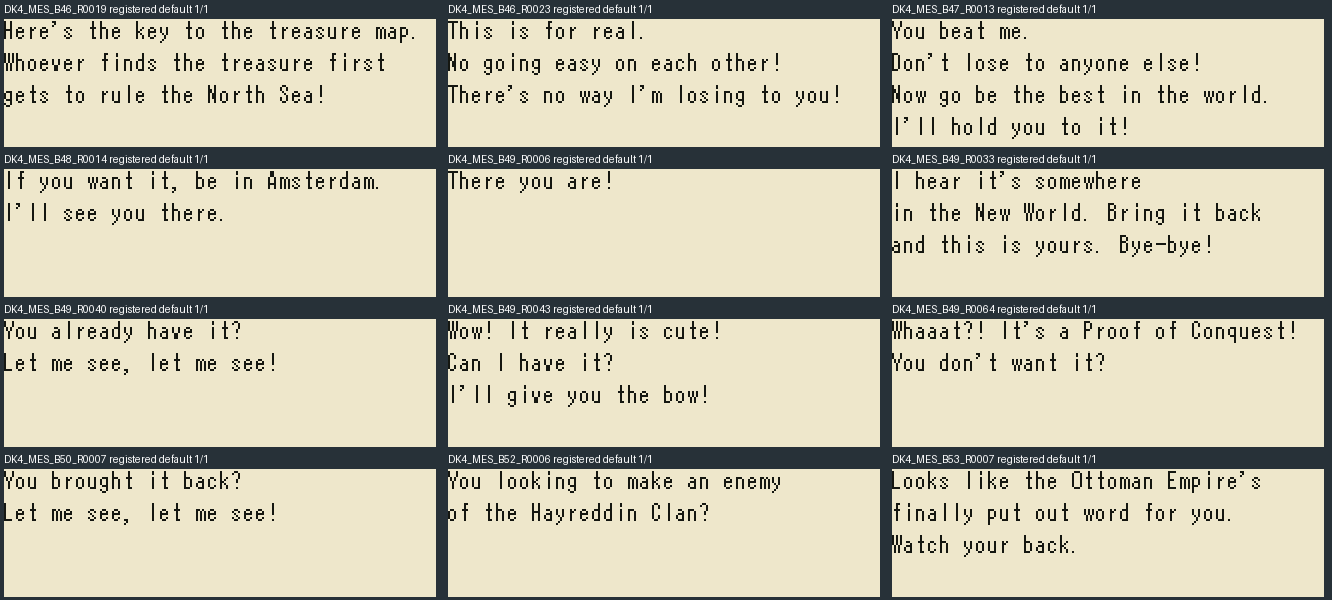 DK4_MES_B46_R0019 registered default 1/1
Here's the key to the treasure map.
Whoever finds the treasure first
gets to rule the North Sea!
DK4_MES_B46_R0023 registered default 1/1
This is for real.
No going easy on each other!
There's no way I'm losing to you!
DK4_MES_B47_R0013 registered default 1/1
You beat me.
Don't lose to anyone else!
Now go be the best in the world.
I'll hold you to it!
DK4_MES_B48_R0014 registered default 1/1
If you want it, be in Amsterdam.
I'll see you there.
DK4_MES_B49_R0006 registered default 1/1
There you are!
DK4_MES_B49_R0033 registered default 1/1
I hear it's somewhere
in the New World. Bring it back
and this is yours. Bye-bye!
DK4_MES_B49_R0040 registered default 1/1
You already have it?
Let me see, let me see!
DK4_MES_B49_R0043 registered default 1/1
Wow! It really is cute!
Can I have it?
I'll give you the bow!
DK4_MES_B49_R0064 registered default 1/1
Whaaat?! It's a Proof of Conquest!
You don't want it?
DK4_MES_B50_R0007 registered default 1/1
You brought it back?
Let me see, let me see!
DK4_MES_B52_R0006 registered default 1/1
You looking to make an enemy
of the Hayreddin Clan?
DK4_MES_B53_R0007 registered default 1/1
Looks like the Ottoman Empire's
finally put out word for you.
Watch your back.